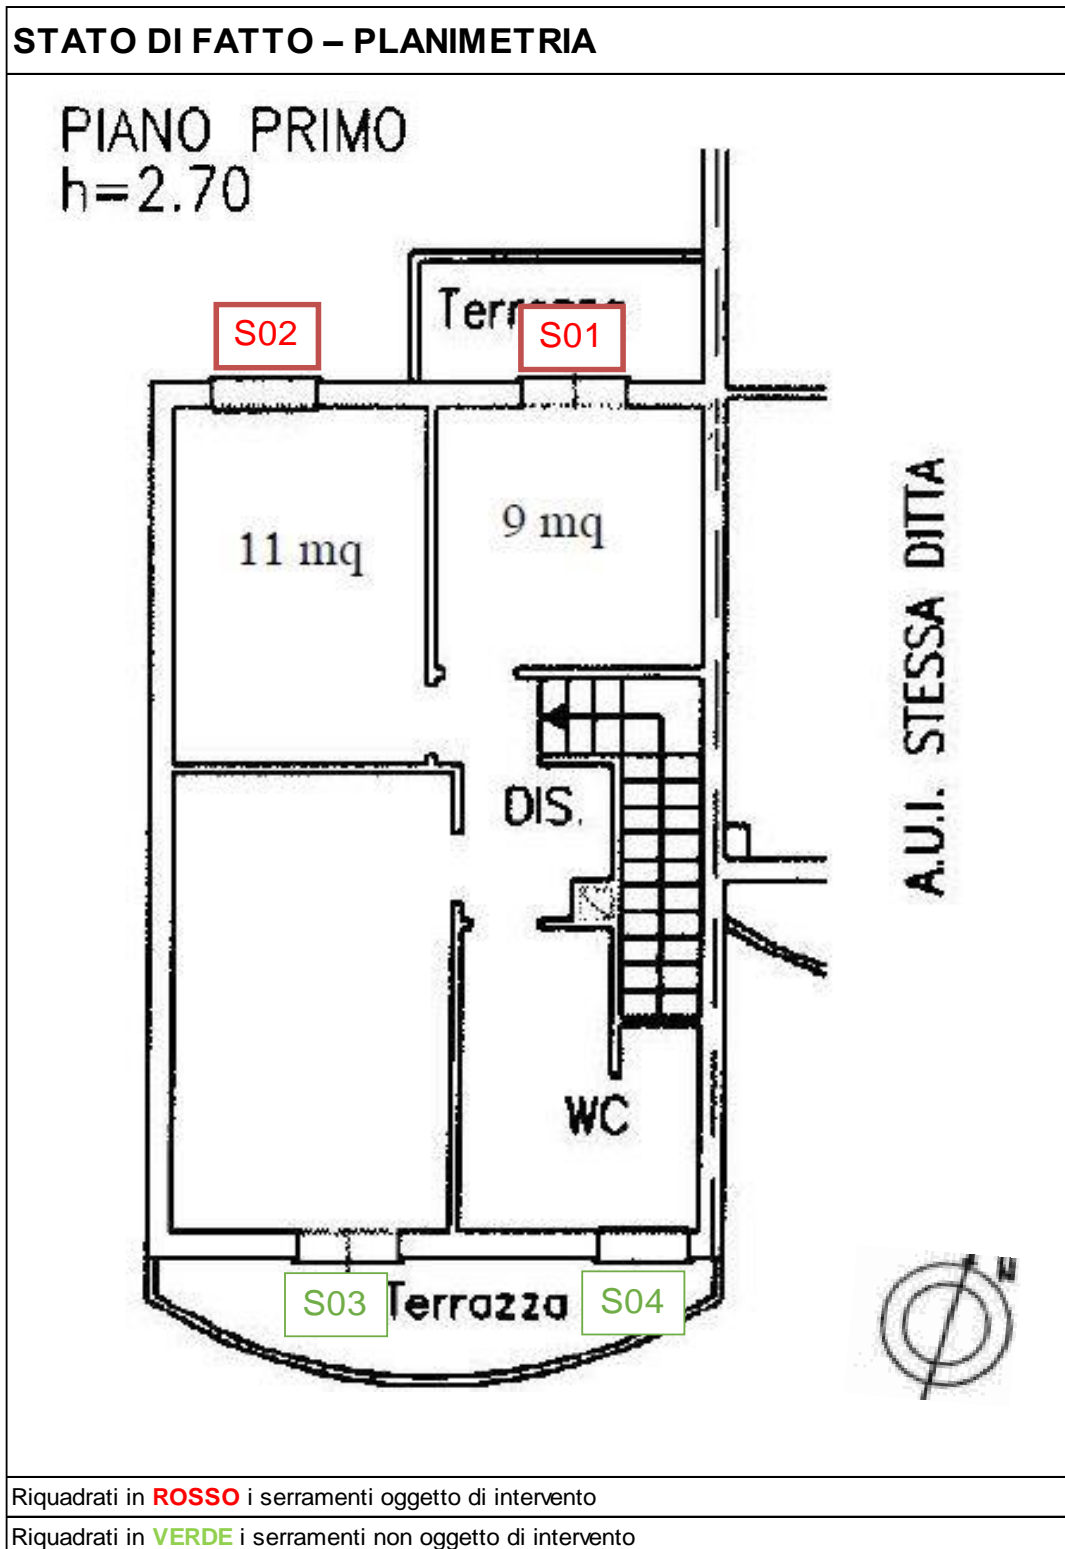 STATO DI FATTO – PLANIMETRIA
PIANO PRIMO
h=2.70
Terrazza
S02
S01
11 mq
9 mq
A.U.I. STESSA DITTA
DIS.
WC
S03
Terrazza
S04
Riquadrati in ROSSO i serramenti oggetto di intervento
Riquadrati in VERDE i serramenti non oggetto di intervento